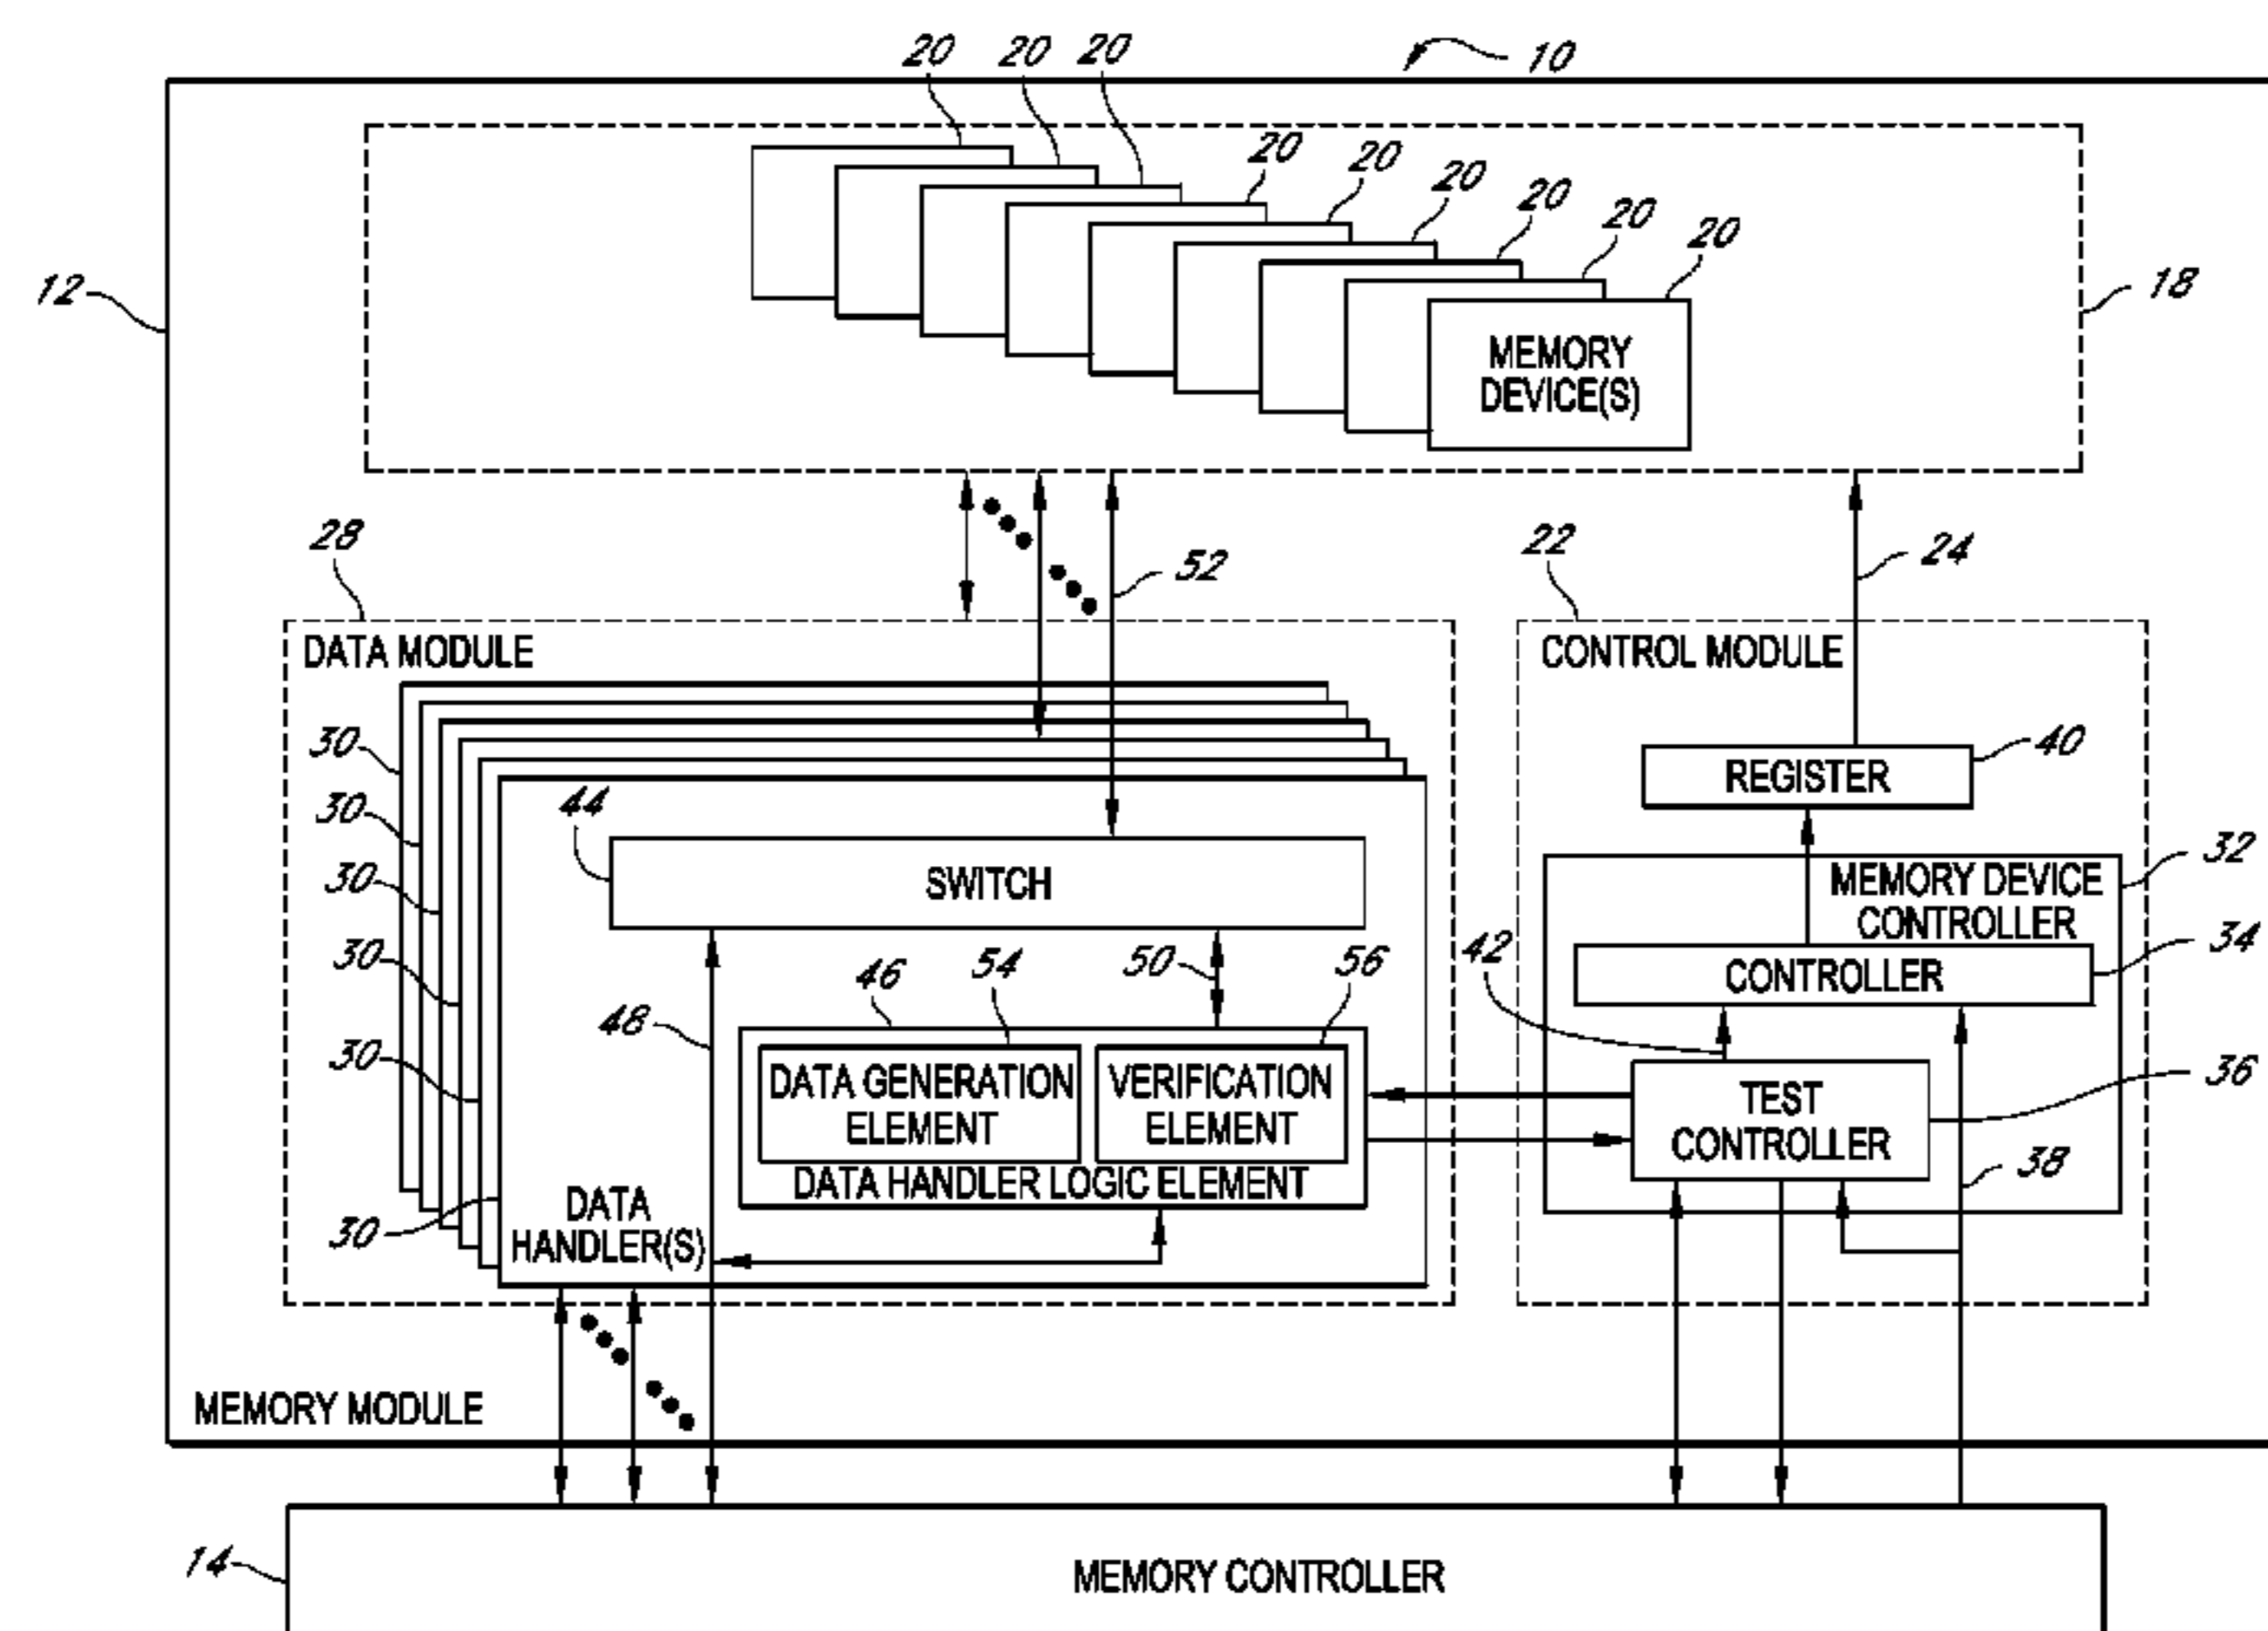 20 20 20 10
20 20 20 20 20 20
12
MEMORY
DEVICE(S)
18
28
52
22
24
DATA MODULE
CONTROL MODULE
30
40
REGISTER
30
44
32
SWITCH
MEMORY DEVICE
CONTROLLER
30
34
42
CONTROLLER
30
46
54
50
56
48
30
DATA GENERATION
ELEMENT
VERIFICATION
ELEMENT
TEST
CONTROLLER
36
38
DATA HANDLER LOGIC ELEMENT
30
DATA
HANDLER(S)
MEMORY MODULE
14
MEMORY CONTROLLER